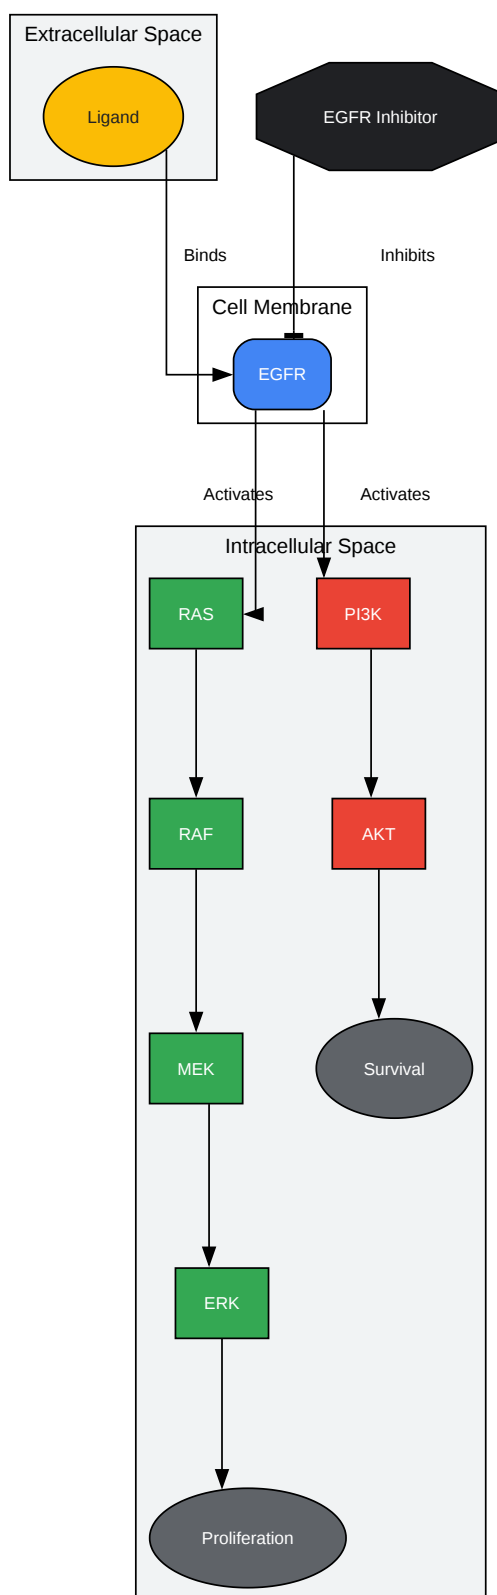 Extracellular Space
Ligand
EGFR Inhibitor
Binds
Inhibits
Cell Membrane
EGFR
Activates
Activates
Intracellular Space
RAS
PI3K
RAF
AKT
MEK
Survival
ERK
Proliferation